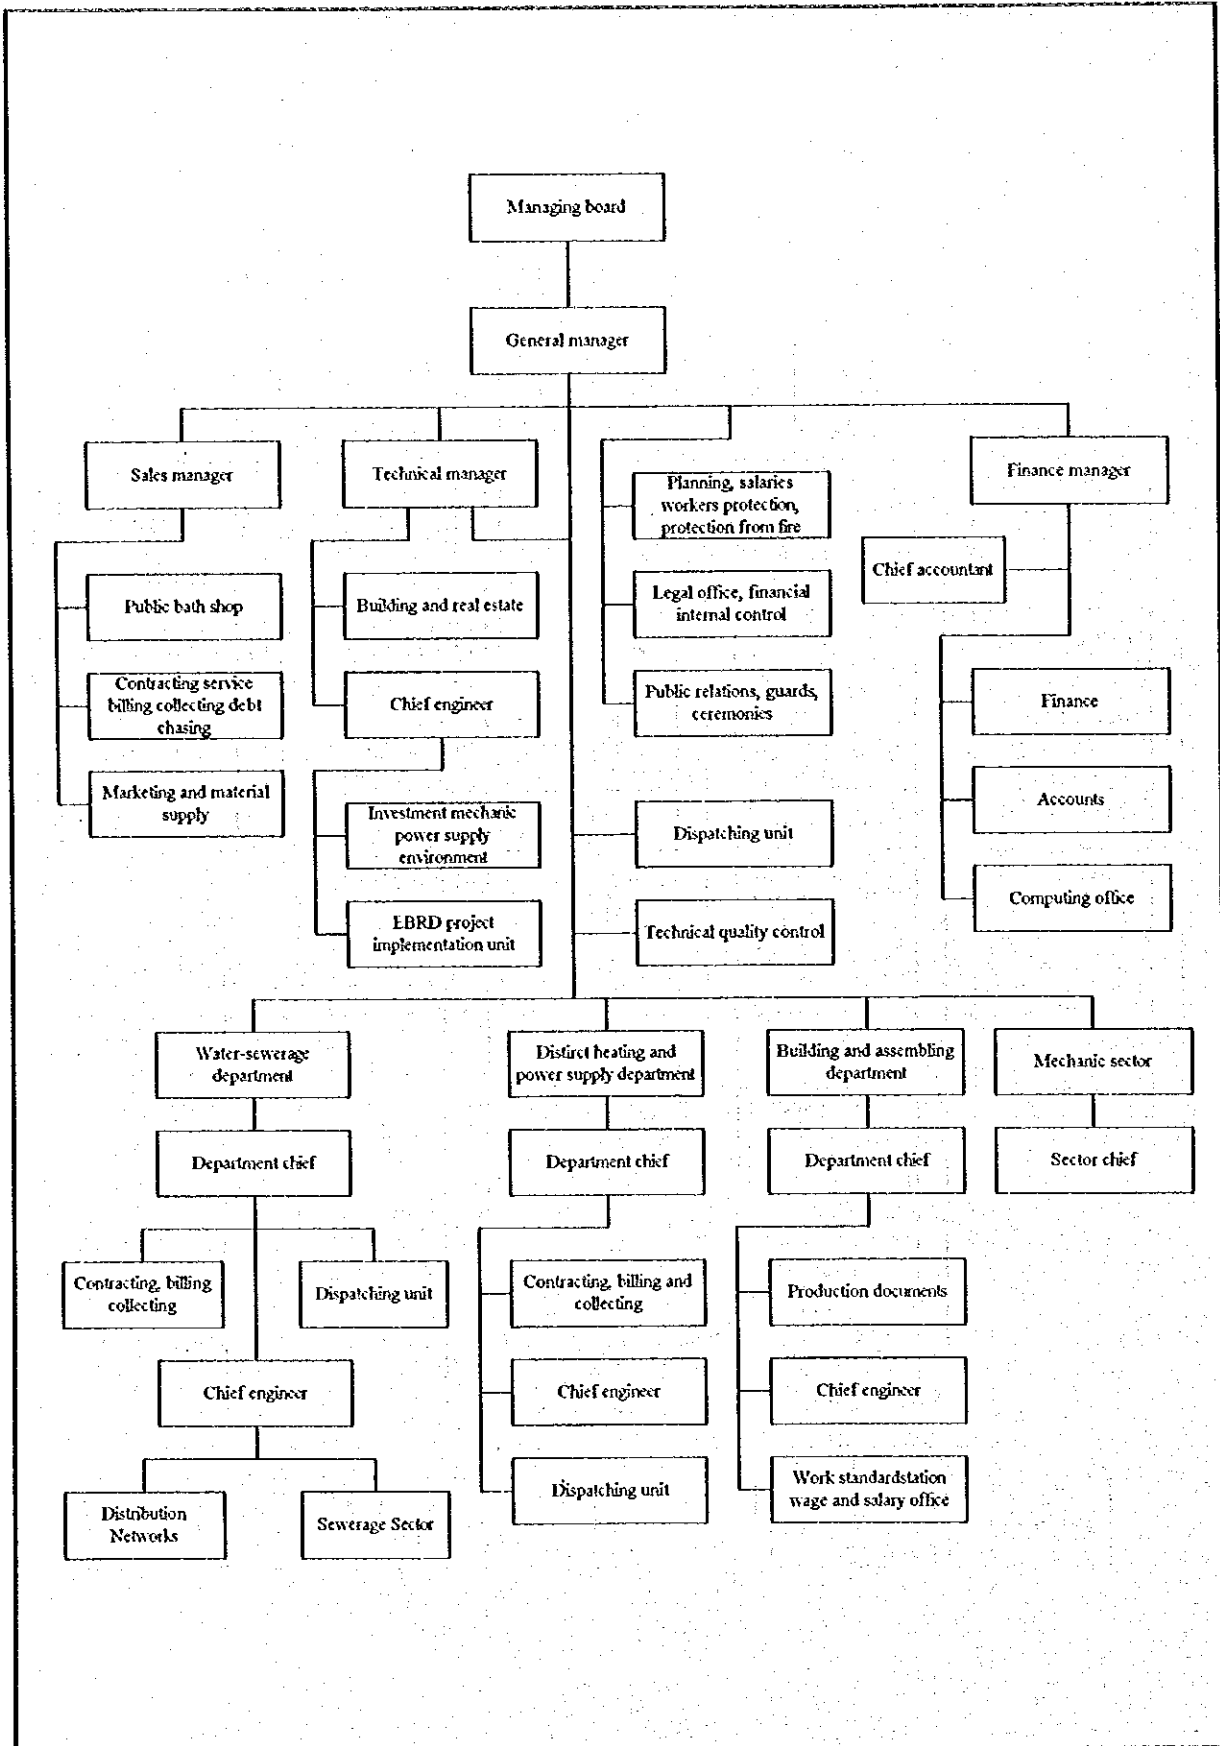 Managing board
General manager
Sales manager
Technical manager
Finance manager
Planning, salaries
workers protection,
protection from fire
Chief accountant
Public bath shop
Building and real estate
Legal office, financial
internal control
Contracting service
billing collecting debt
chasing
Chief engineer
Public relations, guards,
ceremonies
Finance
Marketing and material
supply
Investment mechanic
power supply
environment
Dispatching unit
Accounts
EBRD project
implementation unit
Technical quality control
Computing office
Water-sewerage
department
Distirct heating and
power supply department
Building and assembling
department
Mechanic sector
Department chief
Department chief
Department chief
Sector chief
Contracting, billing
collecting
Dispatching unit
Contracting, billing and
collecting
Production documents
Chief engineer
Chief engineer
Chief engineer
Distribution
Networks
Sewerage Sector
Dispatching unit
Work standardstation
wage and salary office